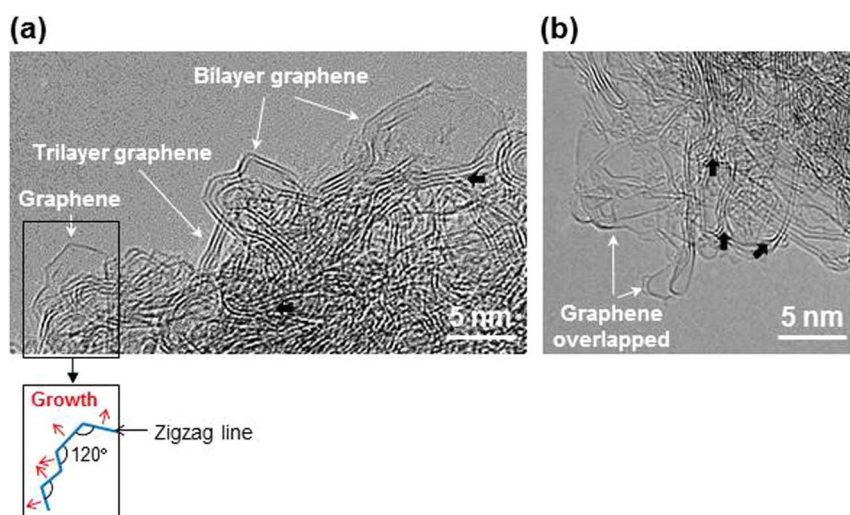 (a)
(b)
Bilayer graphene
Trilayer graphene
Graphene
5 nm
Graphene
overlapped
5 nm
Growth
120°
Zigzag line